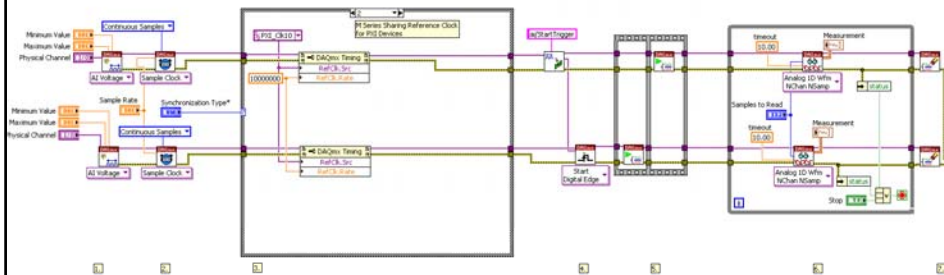 Minimum Value
Maximum Value
Physical Channel
Continuous Samples
AI Voltage
Sample Clock
Sample Rate
Synchronization Type*
Minimum Value
Maximum Value
Physical Channel
Continuous Samples
AI Voltage
Sample Clock
2
M Series Sharing Reference Clock
for PXI Devices
PXI_Clk10
10000000
DAQmx Timing
RefClk.Src
RefClk.Rate
DAQmx Timing
RefClk.Src
RefClk.Rate
ai/StartTrigger
Start
Digital Edge
timeout
10.00
Measurement
Analog 1D Wfm
NChan NSamp
status
Samples to Read
timeout
10.00
Measurement
Analog 1D Wfm
NChan NSamp
status
Stop
i
1.
2.
3.
4.
5.
6.
7.